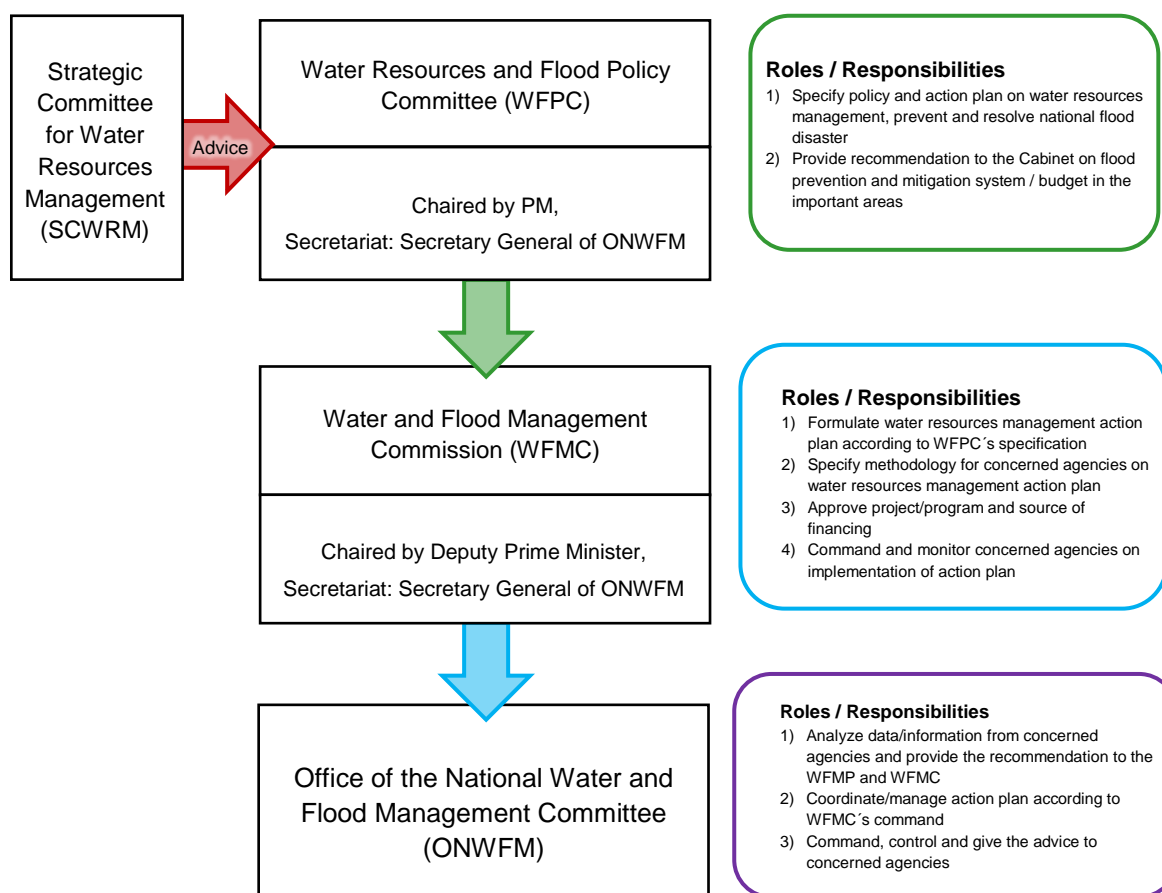 Strategic
Committee
for Water
Resources
Management
(SCWRM)
Advice
Water Resources and Flood Policy
Committee (WFPC)
Chaired by PM,
Secretariat: Secretary General of ONWFM
Roles / Responsibilities
1) Specify policy and action plan on water resources
management, prevent and resolve national flood
disaster
2) Provide recommendation to the Cabinet on flood
prevention and mitigation system / budget in the
important areas
Water and Flood Management
Commission (WFMC)
Chaired by Deputy Prime Minister,
Secretariat: Secretary General of ONWFM
Roles / Responsibilities
1) Formulate water resources management action
plan according to WFPC´s specification
2) Specify methodology for concerned agencies on
water resources management action plan
3) Approve project/program and source of
financing
4) Command and monitor concerned agencies on
implementation of action plan
Office of the National Water and
Flood Management Committee
(ONWFM)
Roles / Responsibilities
1) Analyze data/information from concerned
agencies and provide the recommendation to the
WFMP and WFMC
2) Coordinate/manage action plan according to
WFMC´s command
3) Command, control and give the advice to
concerned agencies